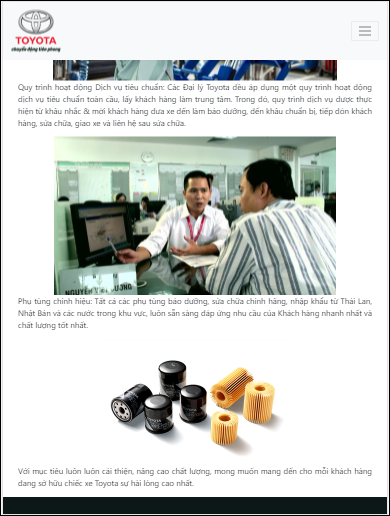 TOYOTA
chuyển động tiên phong
Quy trình hoạt động Dịch vụ tiêu chuẩn: Các Đại lý Toyota đều áp dụng một quy trình hoạt động
dịch vụ tiêu chuẩn toàn cầu, lấy khách hàng làm trung tâm. Trong đó, quy trình dịch vụ được thực
hiện từ khâu nhắc & mời khách hàng đưa xe đến làm bảo dưỡng, đến khâu chuẩn bị, tiếp đón khách
hàng, sửa chữa, giao xe và liên hệ sau sửa chữa.
Phụ tùng chính hiệu: Tất cả các phụ tùng bảo dưỡng, sửa chữa chính hãng, nhập khẩu từ Thái Lan,
Nhật Bản và các nước trong khu vực, luôn sẵn sàng đáp ứng nhu cầu của Khách hàng nhanh nhất và
chất lượng tốt nhất.
Với mục tiêu luôn luôn cải thiện, nâng cao chất lượng, mong muốn mang đến cho mỗi khách hàng
đang sở hữu chiếc xe Toyota sự hài lòng cao nhất.